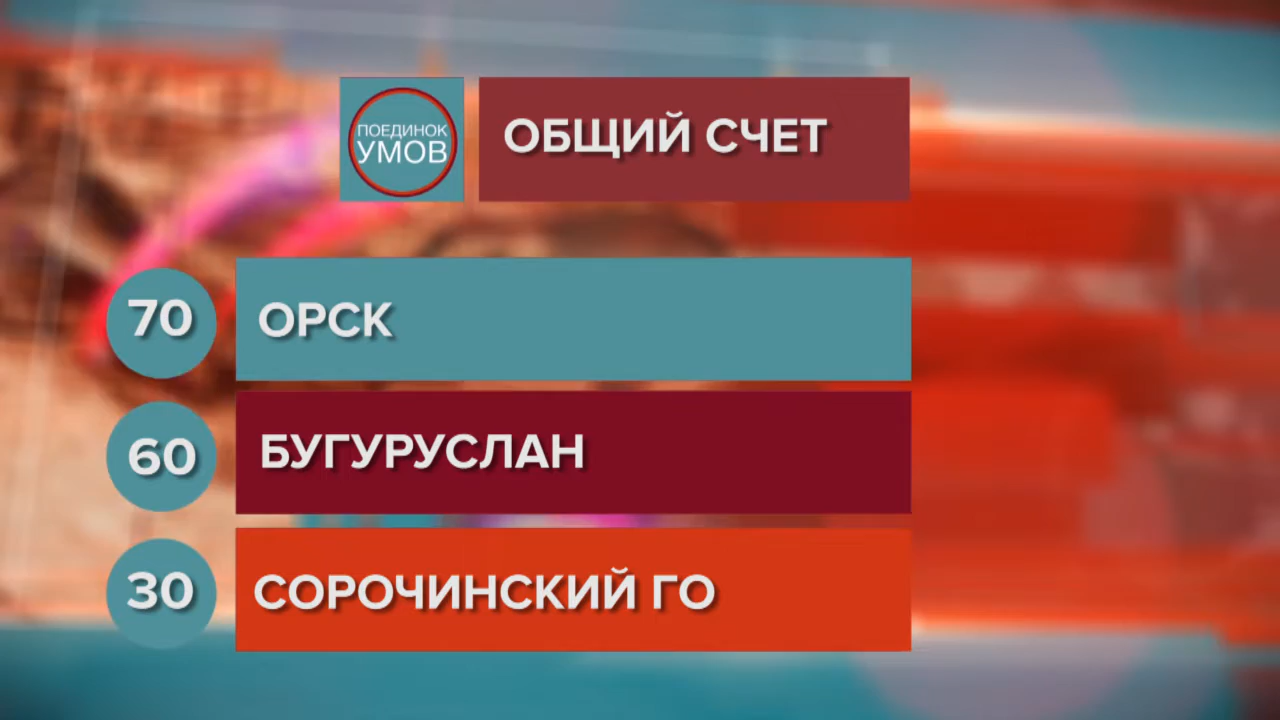 ПОЕДИНОК
УМОВ
ОБЩИЙ СЧЕТ
70 ОРСК
60 БУГУРУСЛАН
30 СОРОЧИНСКИЙ ГО